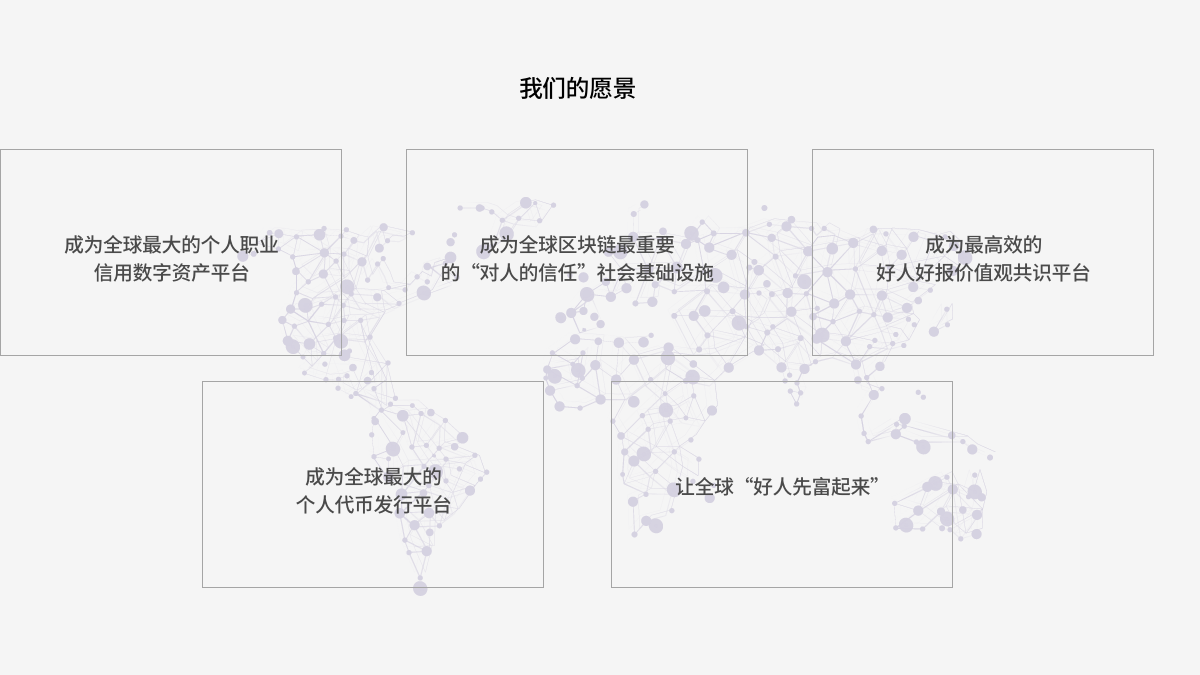 我们的愿景
成为全球最大的个人职业
信用数字资产平台
成为全球区块链最重要
的“对人的信任”社会基础设施
成为最高效的
好人好报价值观共识平台
成为全球最大的
个人代币发行平台
让全球“好人先富起来”